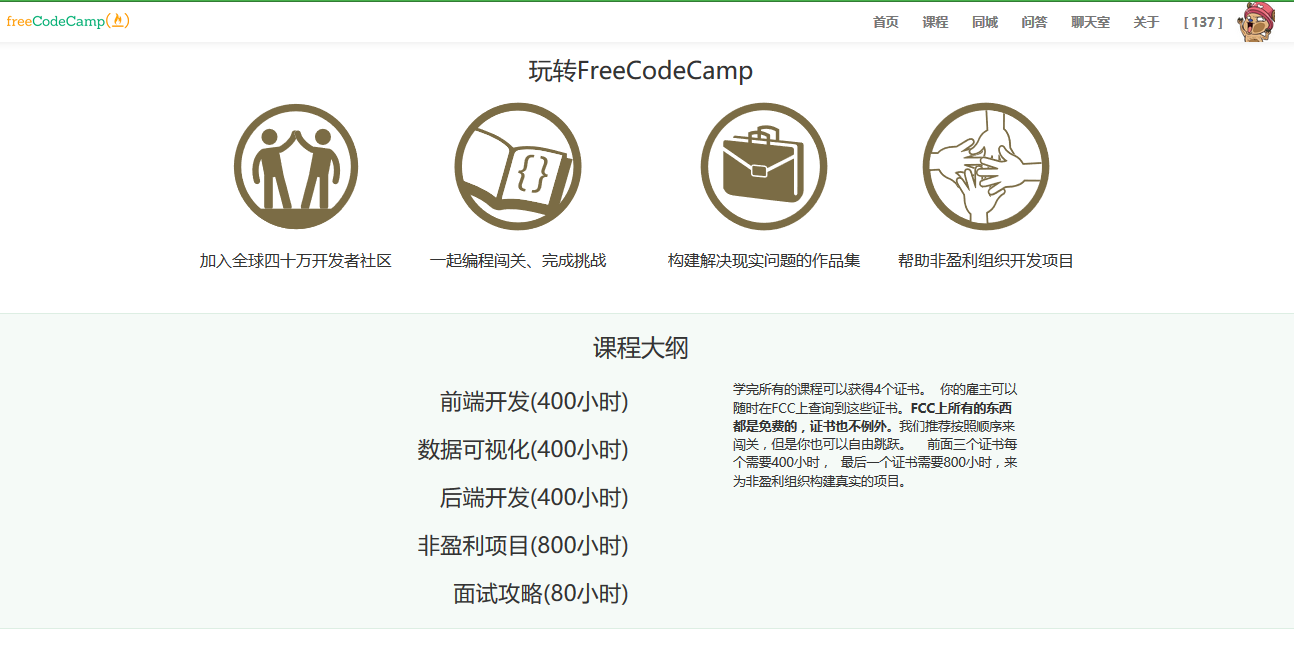 freeCodeCamp
首页 课程 同城 问答 聊天室 关于 [ 137 ]
玩转FreeCodeCamp
加入全球四十万开发者社区
一起编程闯关、完成挑战
构建解决现实问题的作品集
帮助非盈利组织开发项目
课程大纲
前端开发(400小时)
数据可视化(400小时)
后端开发(400小时)
非盈利项目(800小时)
面试攻略(80小时)
学完所有的课程可以获得4个证书。 你的雇主可以
随时在FCC上查询到这些证书。FCC上所有的东西
都是免费的，证书也不例外。我们推荐按照顺序来
闯关，但是你也可以自由跳跃。 前面三个证书每
个需要400小时， 最后一个证书需要800小时，来
为非盈利组织构建真实的项目。